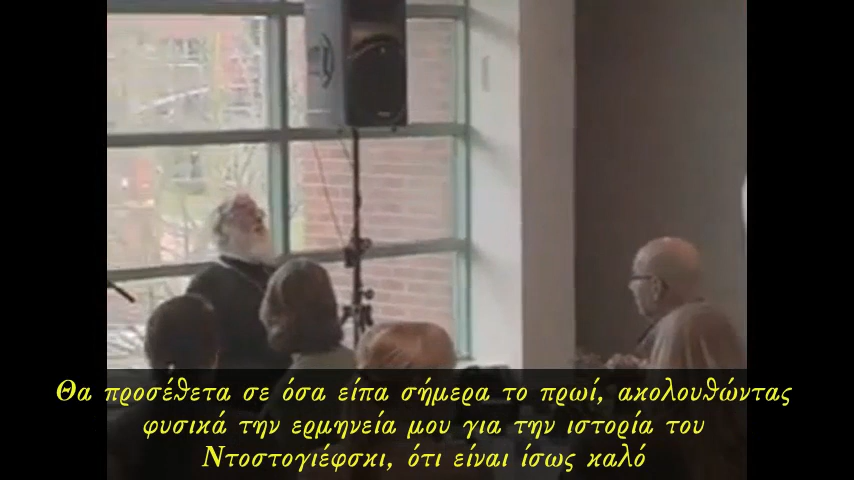 Θα προσέθετα σε όσα είπα σήμερα το πρωί, ακολουθώντας
φυσικά την ερμηνεία μου για την ιστορία του
Ντοστογιέφσκι, ότι είναι ίσως καλό